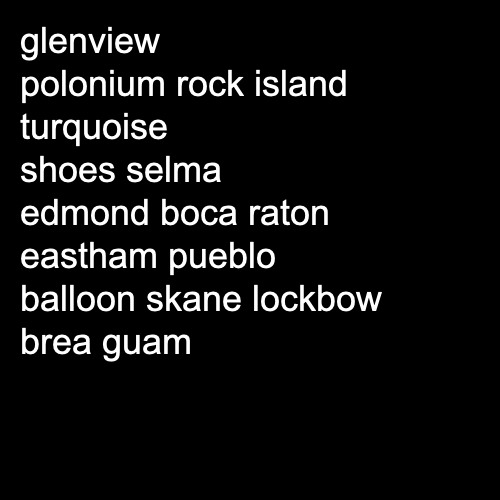 glenview
polonium rock island
turquoise
shoes selma
edmond boca raton
eastham pueblo
balloon skane lockbow
brea guam